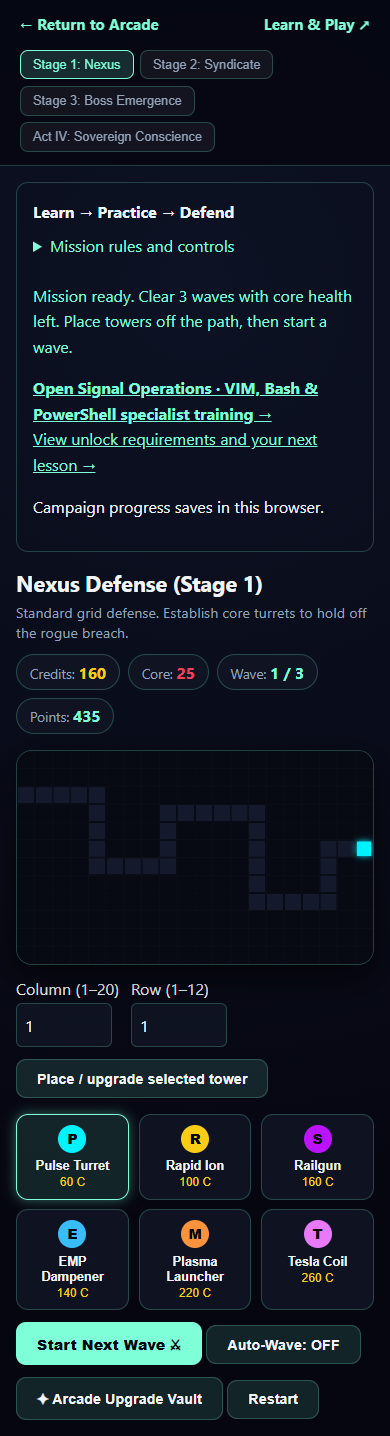 ← Return to Arcade
Learn & Play ↗
Stage 1: Nexus
Stage 2: Syndicate
Stage 3: Boss Emergence
Act IV: Sovereign Conscience
Learn → Practice → Defend
▶ Mission rules and controls
Mission ready. Clear 3 waves with core health
left. Place towers off the path, then start a
wave.
Open Signal Operations · VIM, Bash &
PowerShell specialist training →
View unlock requirements and your next
lesson →
Campaign progress saves in this browser.
Nexus Defense (Stage 1)
Standard grid defense. Establish core turrets to hold off
the rogue breach.
Credits: 160
Core: 25
Wave: 1 / 3
Points: 435
Column (1–20)
Row (1–12)
1
1
Place / upgrade selected tower
P
Pulse Turret
60 C
R
Rapid Ion
100 C
S
Railgun
160 C
E
EMP
Dampener
140 C
M
Plasma
Launcher
220 C
T
Tesla Coil
260 C
Start Next Wave ⚔
Auto-Wave: OFF
✦ Arcade Upgrade Vault
Restart